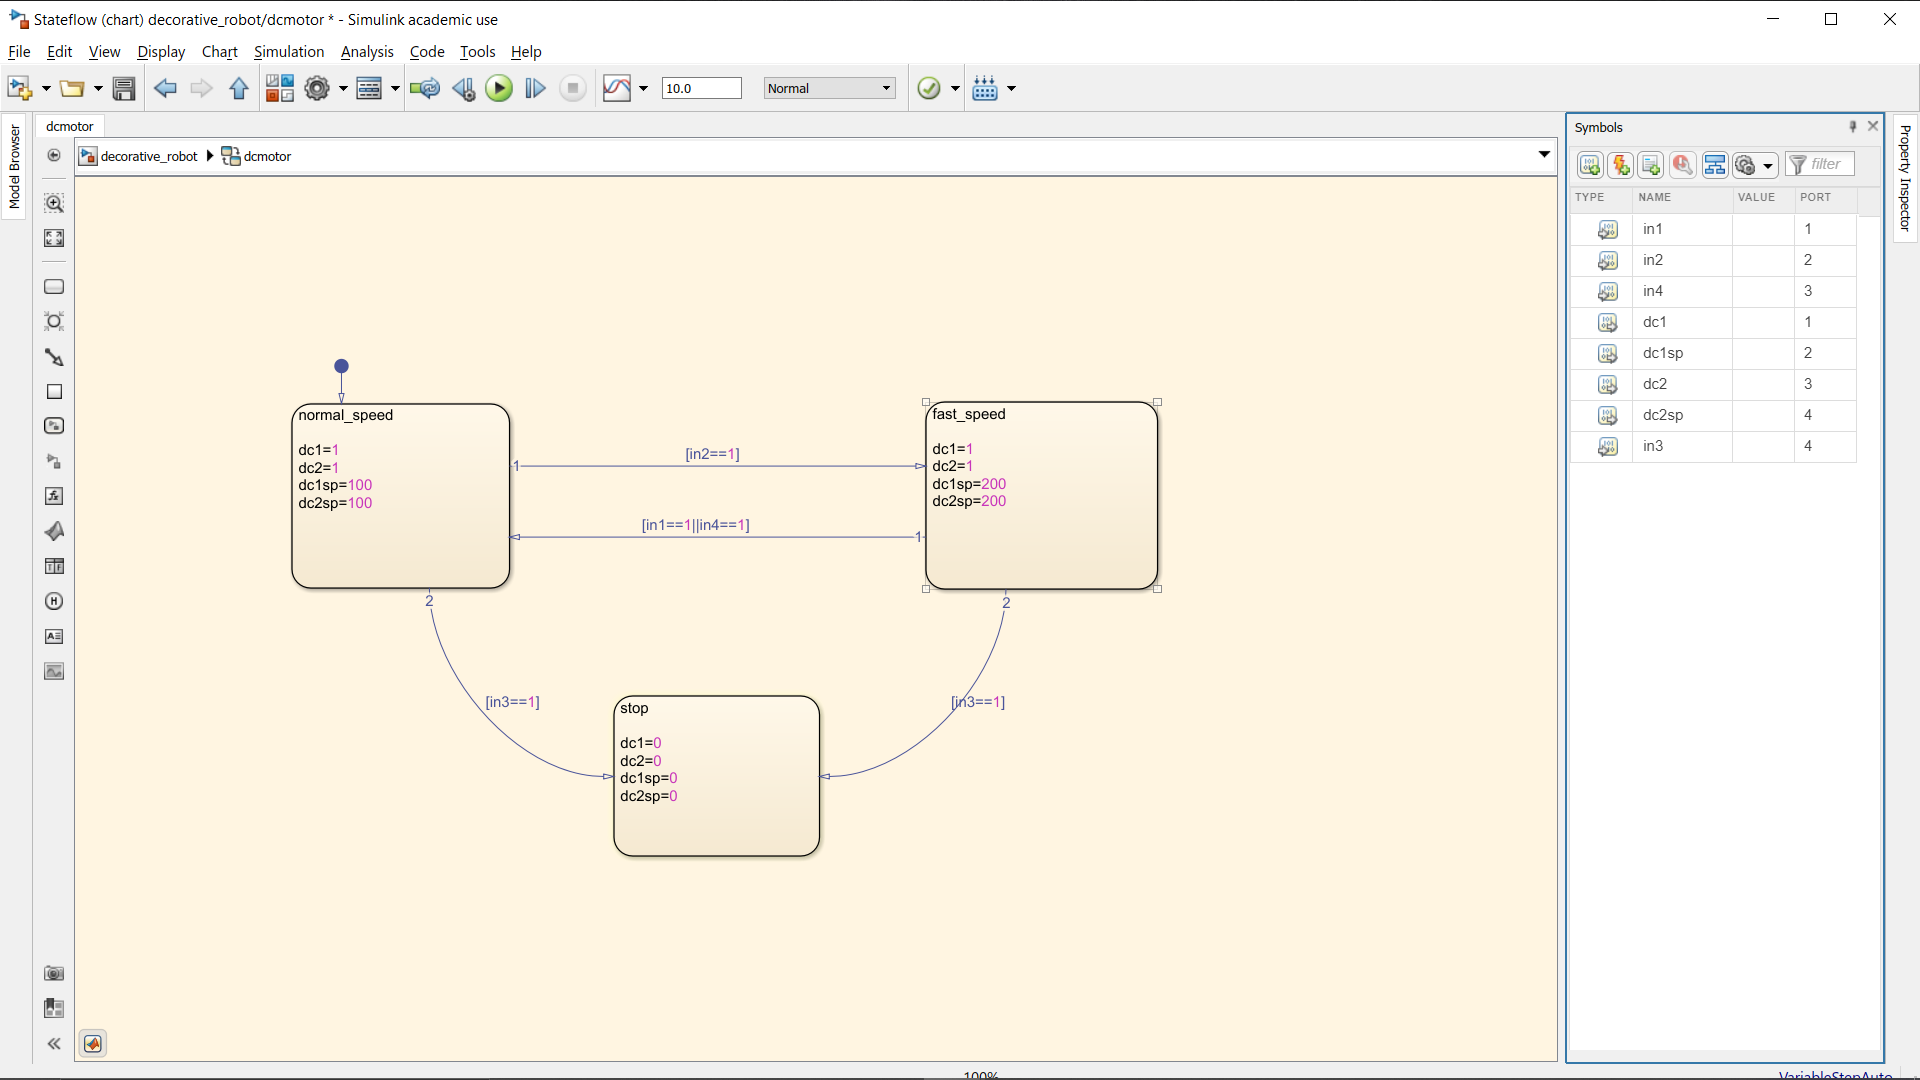 Stateflow (chart) decorative_robot/dcmotor * - Simulink academic use
File Edit View Display Chart Simulation Analysis Code Tools Help
10.0 Normal
Model Browser
dcmotor
decorative_robot dcmotor
normal_speed
dc1=1
dc2=1
dc1sp=100
dc2sp=100
1
[in2==1]
[in1==1||in4==1]
1
fast_speed
dc1=1
dc2=1
dc1sp=200
dc2sp=200
2
[in3==1]
2
[in3==1]
stop
dc1=0
dc2=0
dc1sp=0
dc2sp=0
Symbols
filter
TYPE NAME VALUE PORT
in1 1
in2 2
in4 3
dc1 1
dc1sp 2
dc2 3
dc2sp 4
in3 4
Property Inspector
100%
VariableStepAuto